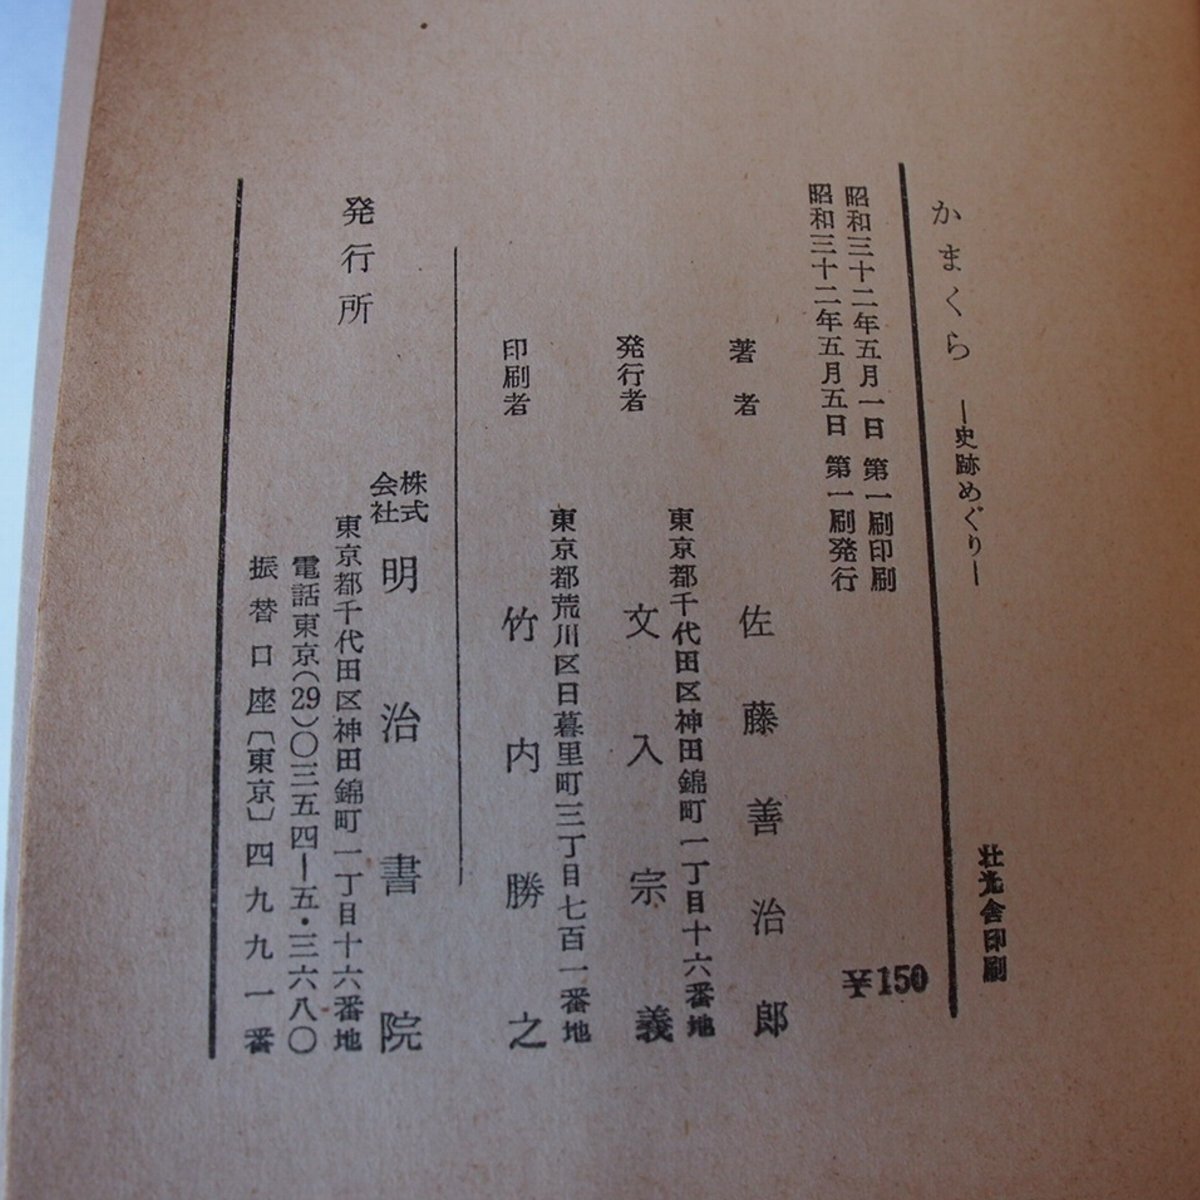 かまくら ―史跡めぐり―
壮光舎印刷
昭和三十二年五月一日 第一刷印刷
昭和三十二年五月五日 第一刷発行
¥150
著者 佐藤善治郎
東京都千代田区神田錦町一丁目十六番地
発行者 文入宗義
東京都荒川区日暮里町三丁目七百一番地
印刷者 竹内勝之
発行所 株式会社 明治書院
東京都千代田区神田錦町一丁目十六番地
電話東京(29)〇三五四―五・三六八〇
振替口座〔東京〕四九九一番